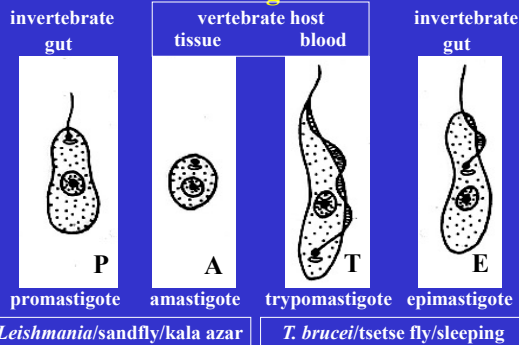 invertebrate vertebrate host invertebrate
gut tissue blood gut
P A T E
promastigote amastigote trypomastigote epimastigote
Leishmania/sandfly/kala azar T. brucei/tsetse fly/sleeping